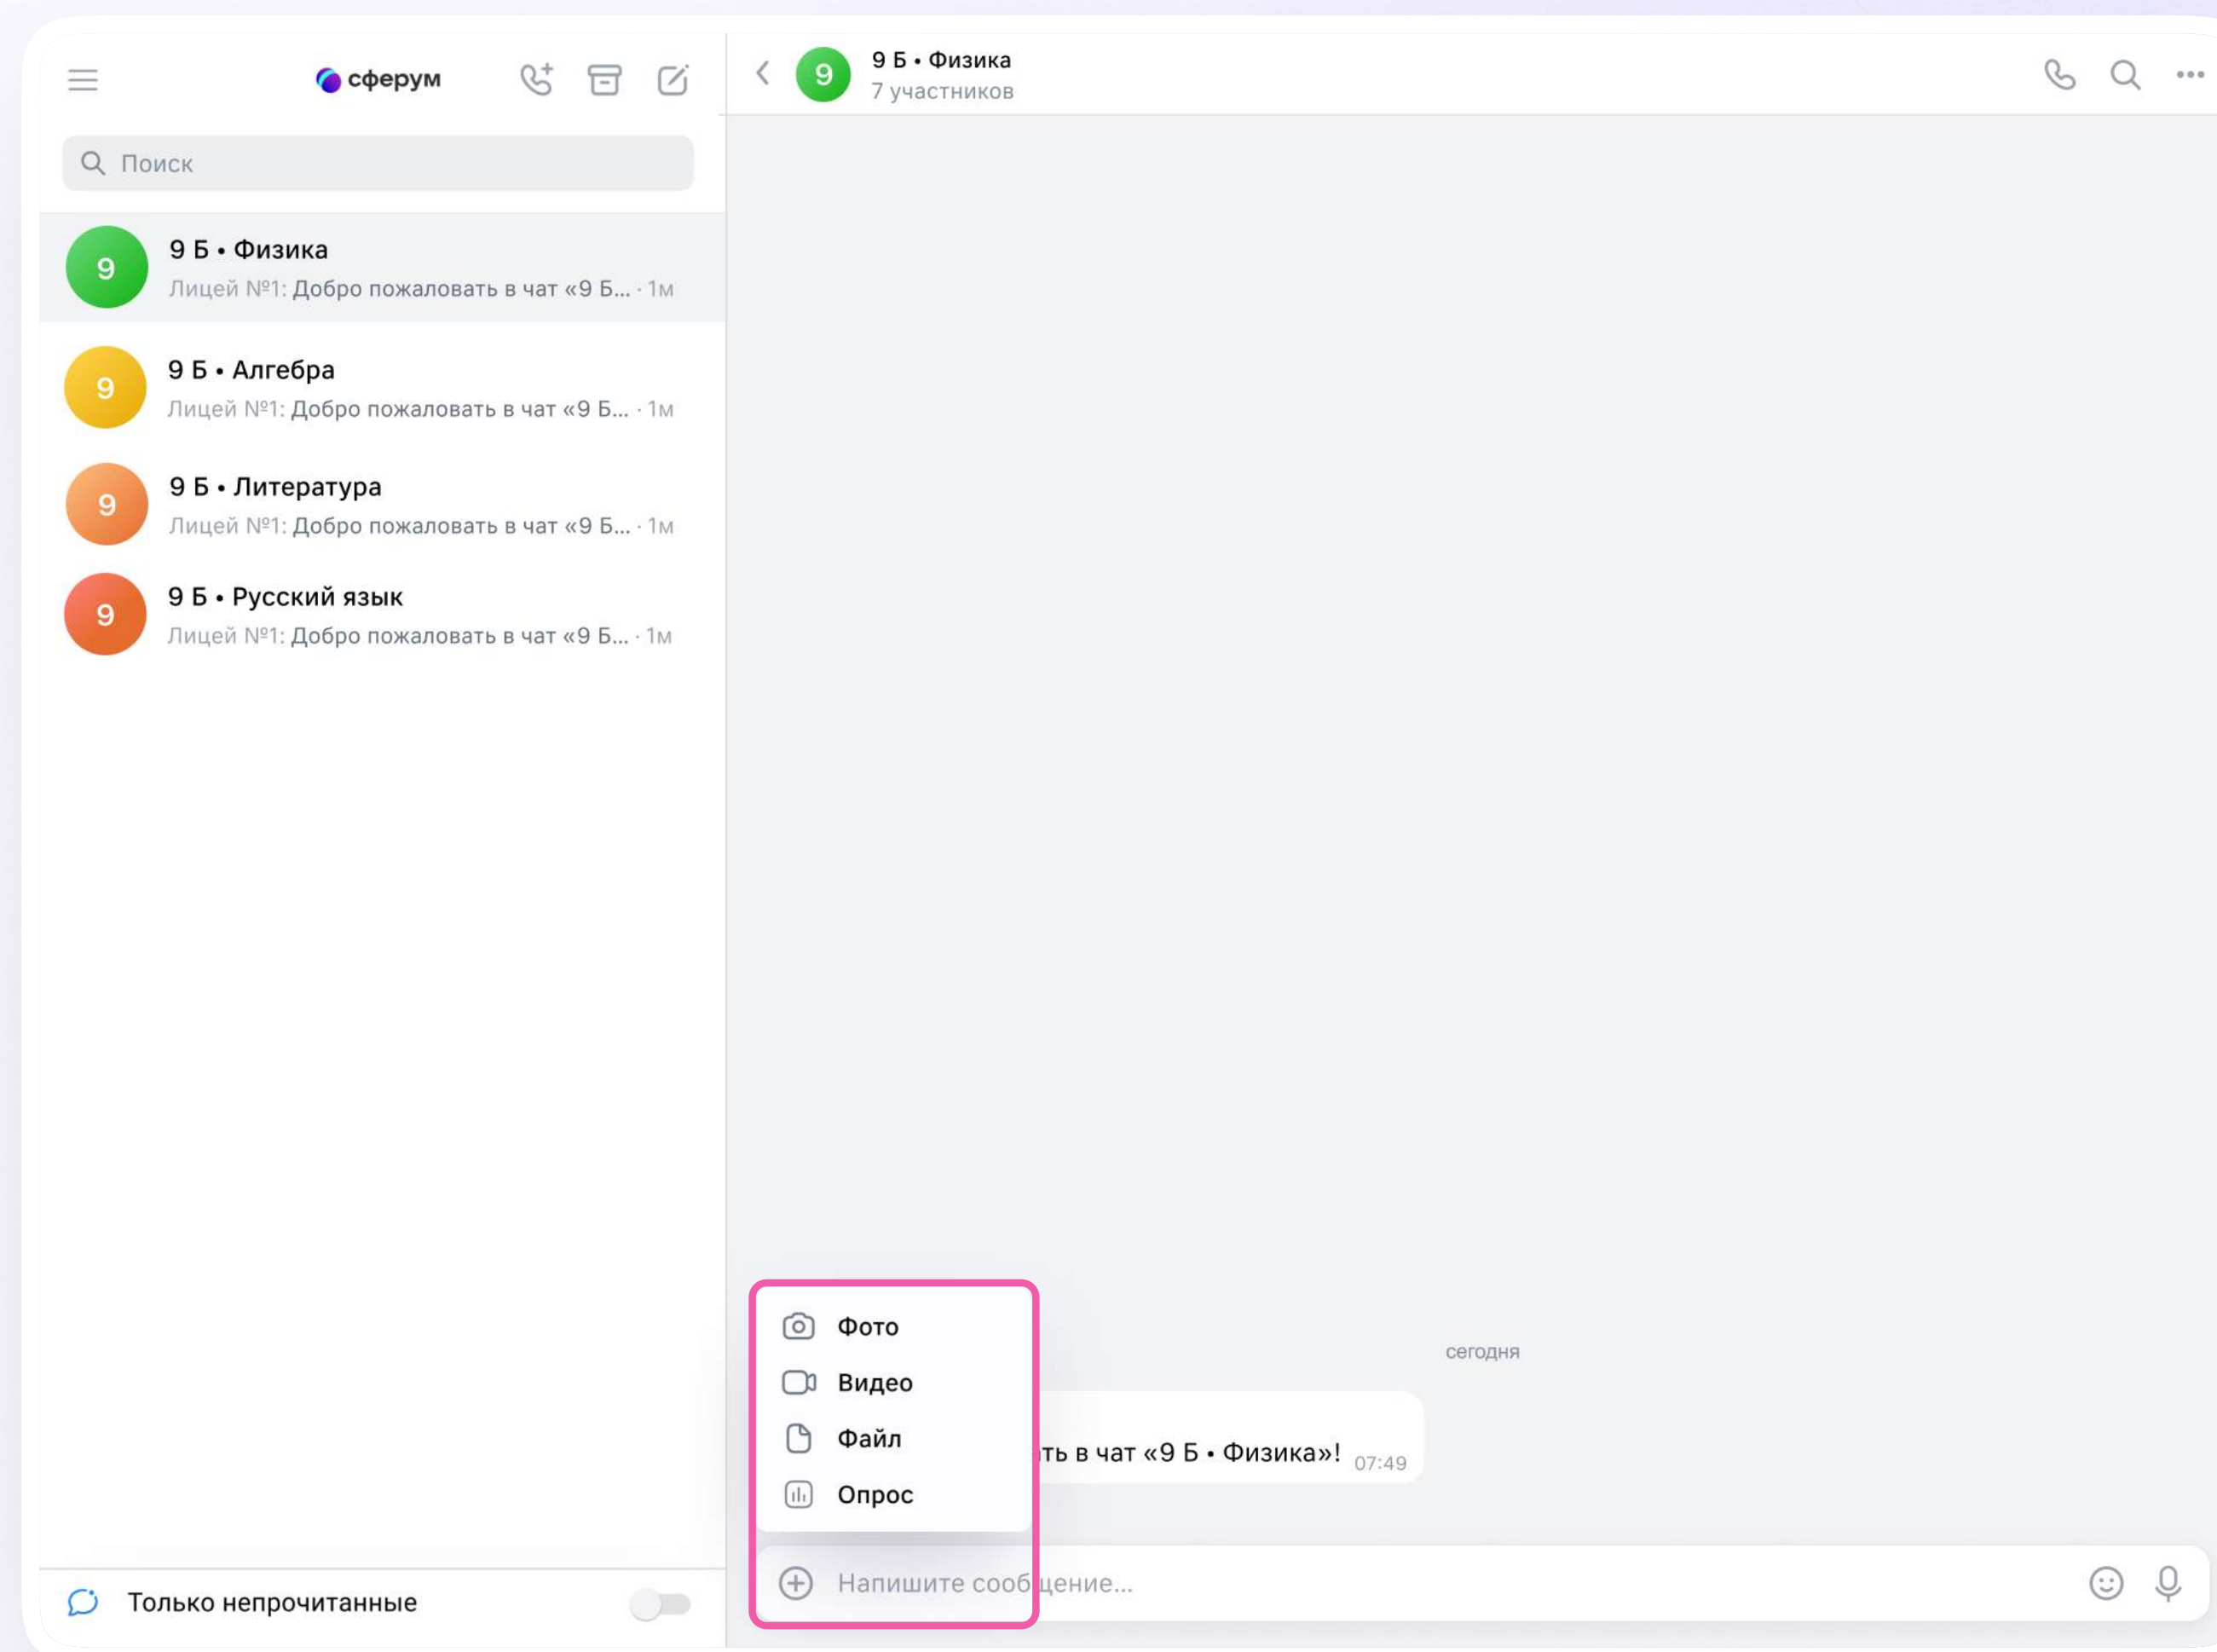 сферум
Поиск
9
9 Б • Физика
Лицей №1: Добро пожаловать в чат «9 Б... · 1м
9
9 Б • Алгебра
Лицей №1: Добро пожаловать в чат «9 Б... · 1м
9
9 Б • Литература
Лицей №1: Добро пожаловать в чат «9 Б... · 1м
9
9 Б • Русский язык
Лицей №1: Добро пожаловать в чат «9 Б... · 1м
Только непрочитанные
9
9 Б • Физика
7 участников
сегодня
ть в чат «9 Б • Физика»! 07:49
Фото
Видео
Файл
Опрос
Напишите сообщение...